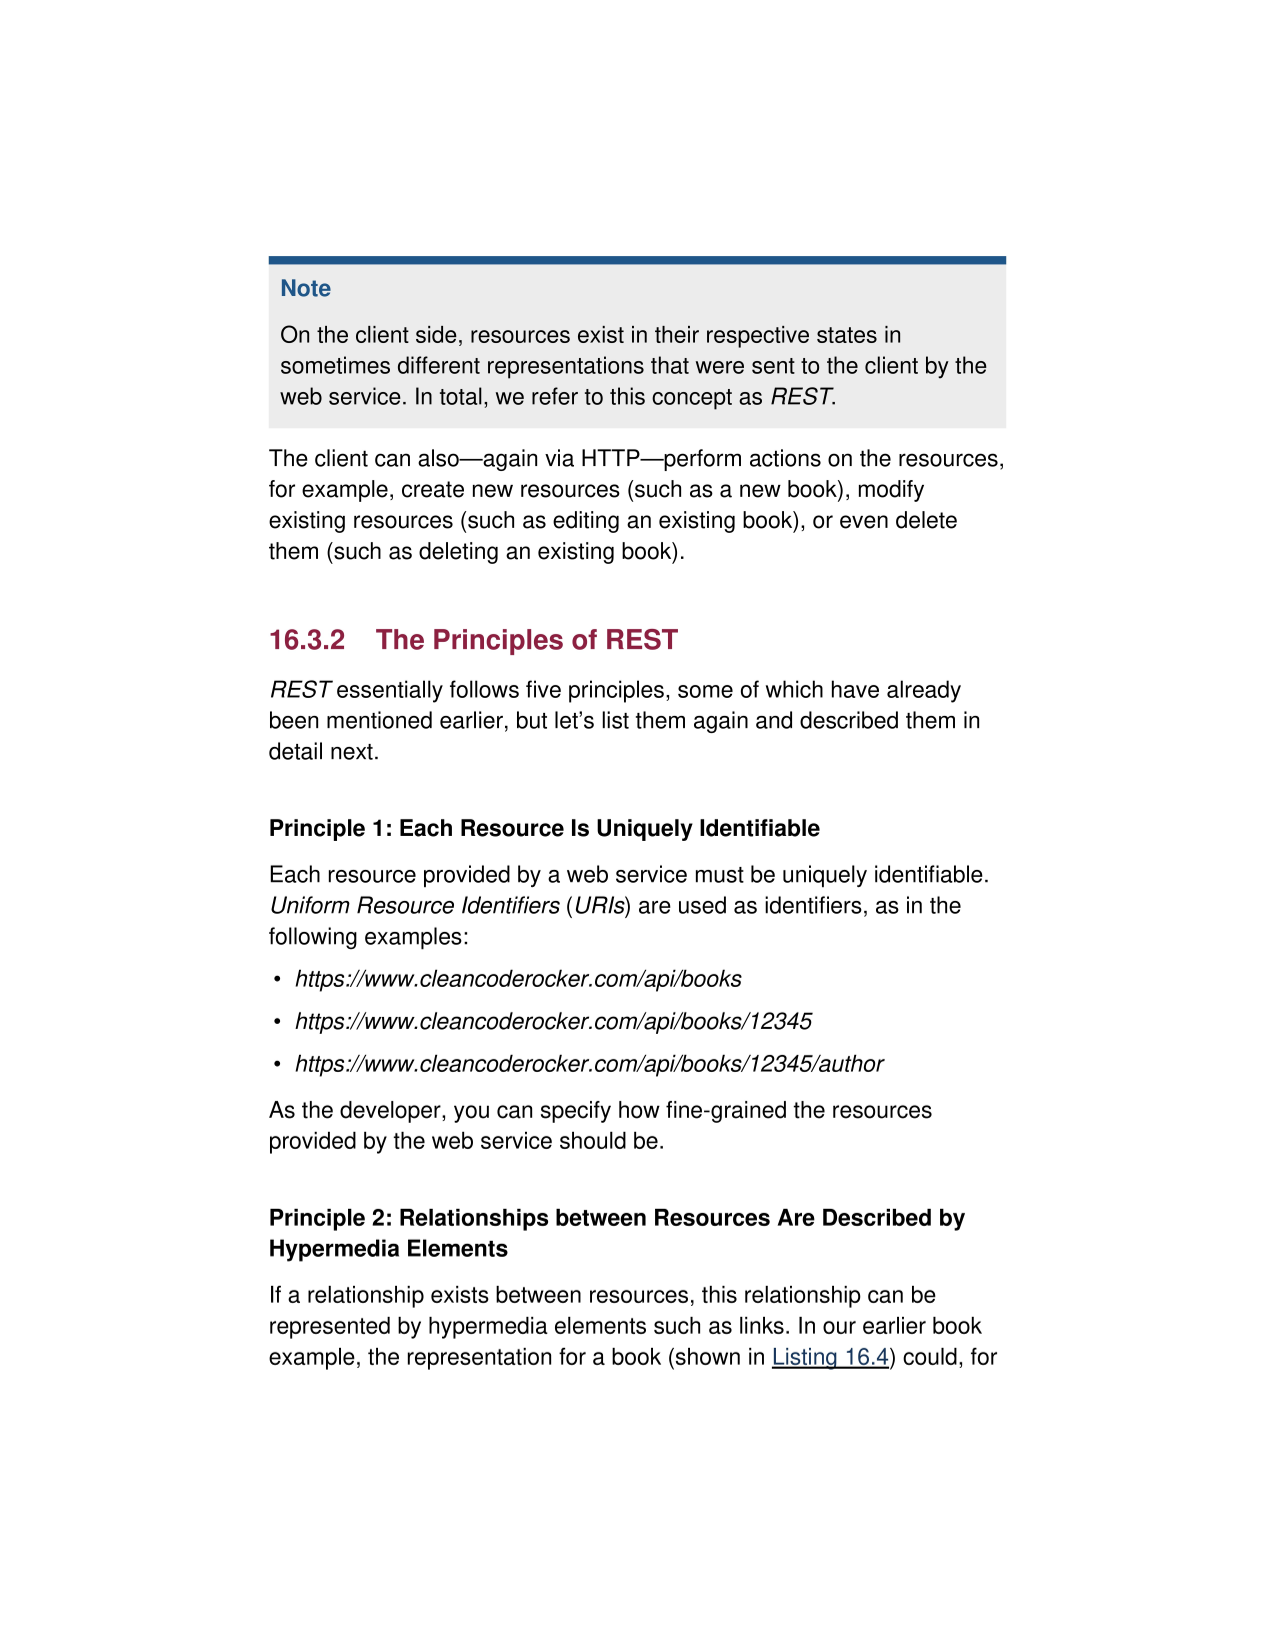 Note
On the client side, resources exist in their respective states in
sometimes different representations that were sent to the client by the
web service. In total, we refer to this concept as REST.
The client can also—again via HTTP—perform actions on the resources,
for example, create new resources (such as a new book), modify
existing resources (such as editing an existing book), or even delete
them (such as deleting an existing book).
16.3.2 The Principles of REST
REST essentially follows five principles, some of which have already
been mentioned earlier, but let’s list them again and described them in
detail next.
Principle 1: Each Resource Is Uniquely Identifiable
Each resource provided by a web service must be uniquely identifiable.
Uniform Resource Identifiers (URIs) are used as identifiers, as in the
following examples:
• https://www.cleancoderocker.com/api/books
• https://www.cleancoderocker.com/api/books/12345
• https://www.cleancoderocker.com/api/books/12345/author
As the developer, you can specify how fine-grained the resources
provided by the web service should be.
Principle 2: Relationships between Resources Are Described by
Hypermedia Elements
If a relationship exists between resources, this relationship can be
represented by hypermedia elements such as links. In our earlier book
example, the representation for a book (shown in Listing 16.4) could, for